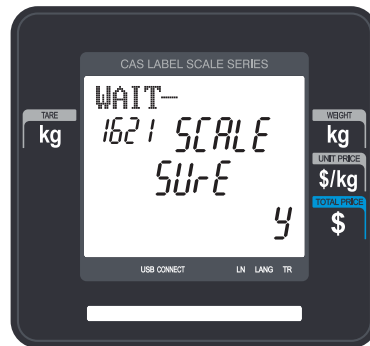 CAS LABEL SCALE SERIES
WAIT-
TARE
kg
1621 SCALE
SUrE
y
WEIGHT
kg
UNIT PRICE
$/kg
TOTAL PRICE
$
USB CONNECT LN LANG TR